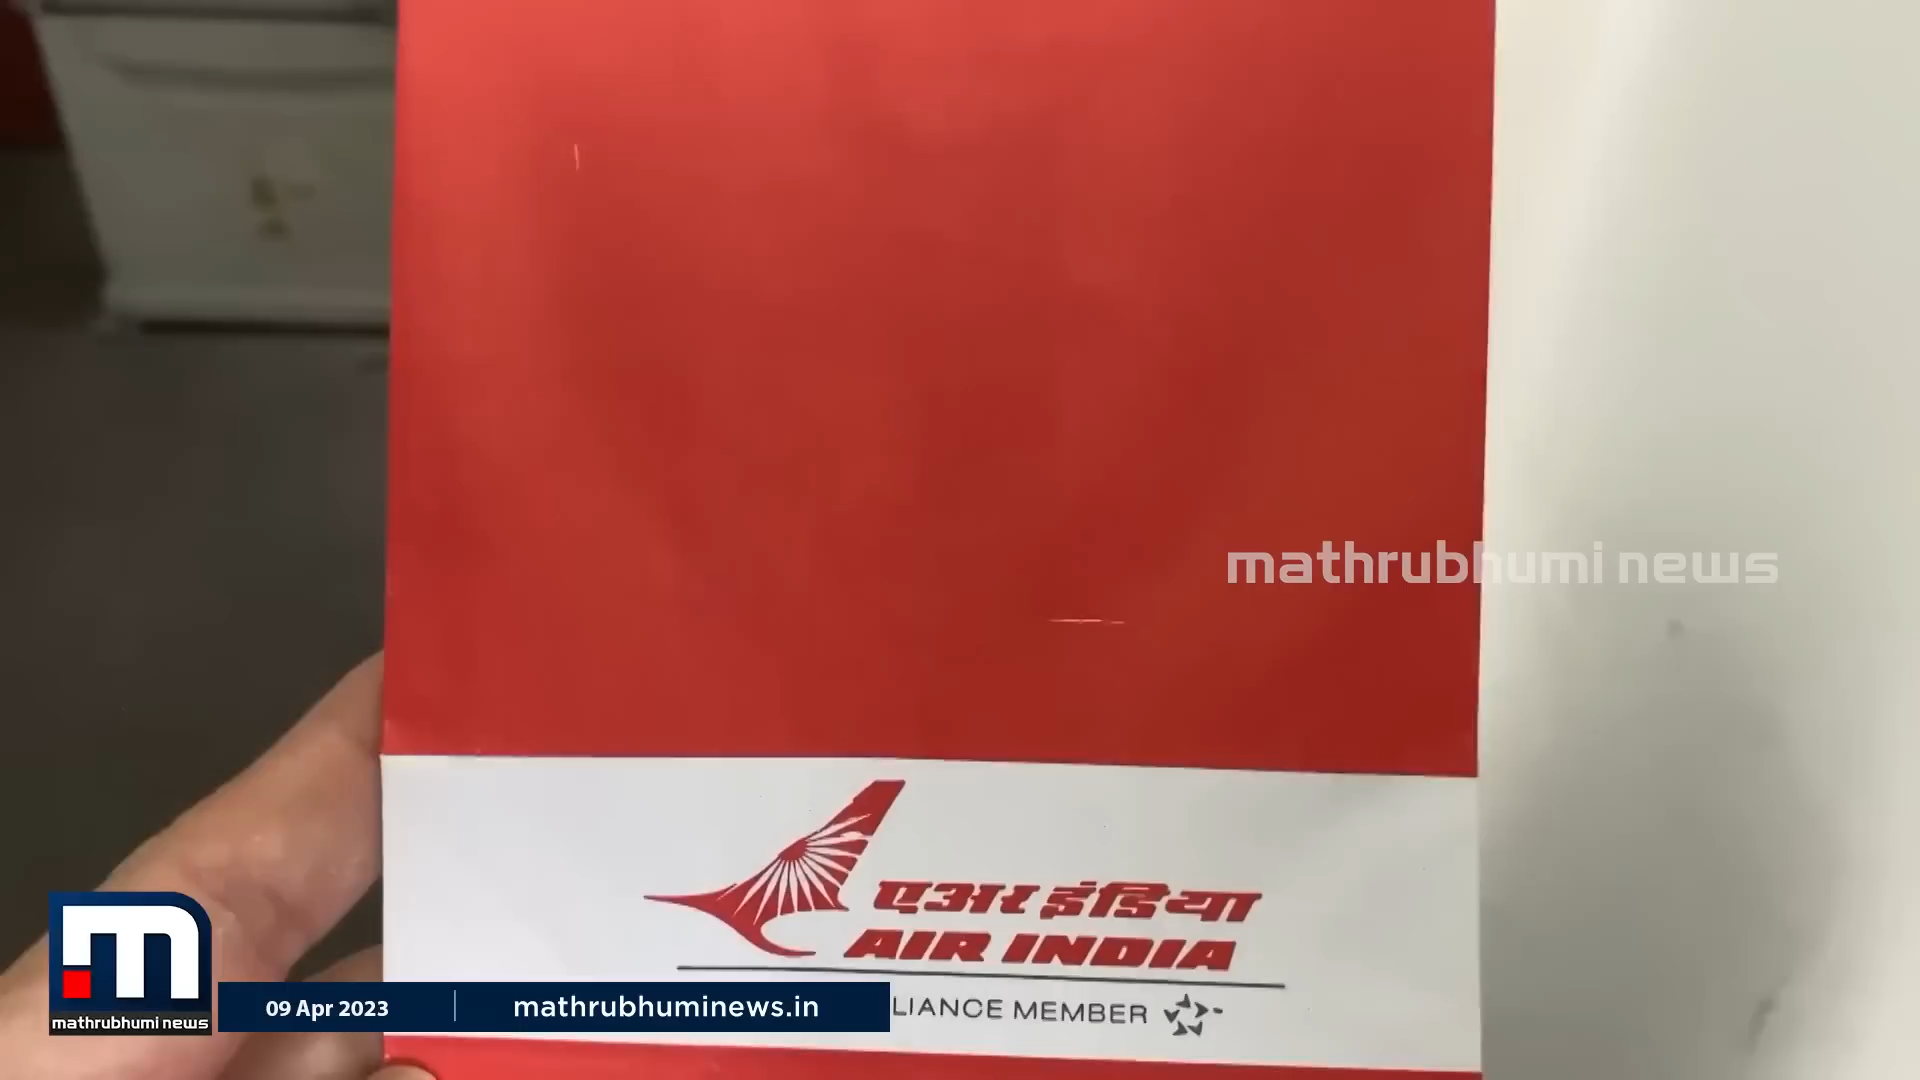 mathrubhumi news
एअर इंडिया
AIR INDIA
LIANCE MEMBER
09 Apr 2023
mathrubhuminews.in
mathrubhumi news